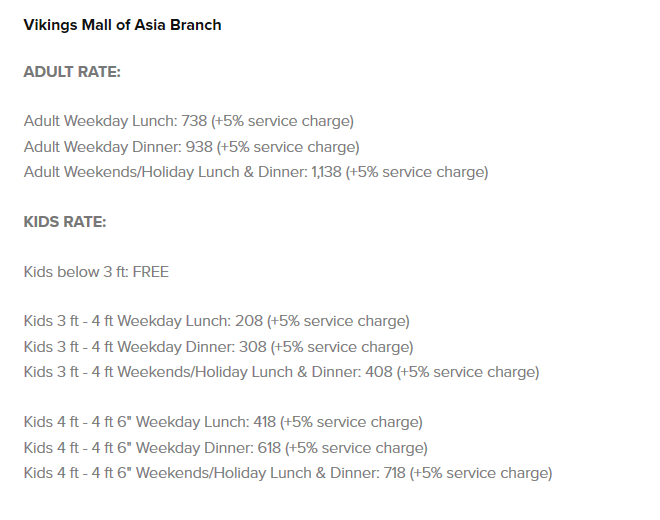 Vikings Mall of Asia Branch
ADULT RATE:
Adult Weekday Lunch: 738 (+5% service charge)
Adult Weekday Dinner: 938 (+5% service charge)
Adult Weekends/Holiday Lunch & Dinner: 1,138 (+5% service charge)
KIDS RATE:
Kids below 3 ft: FREE
Kids 3 ft - 4 ft Weekday Lunch: 208 (+5% service charge)
Kids 3 ft - 4 ft Weekday Dinner: 308 (+5% service charge)
Kids 3 ft - 4 ft Weekends/Holiday Lunch & Dinner: 408 (+5% service charge)
Kids 4 ft - 4 ft 6" Weekday Lunch: 418 (+5% service charge)
Kids 4 ft - 4 ft 6" Weekday Dinner: 618 (+5% service charge)
Kids 4 ft - 4 ft 6" Weekends/Holiday Lunch & Dinner: 718 (+5% service charge)